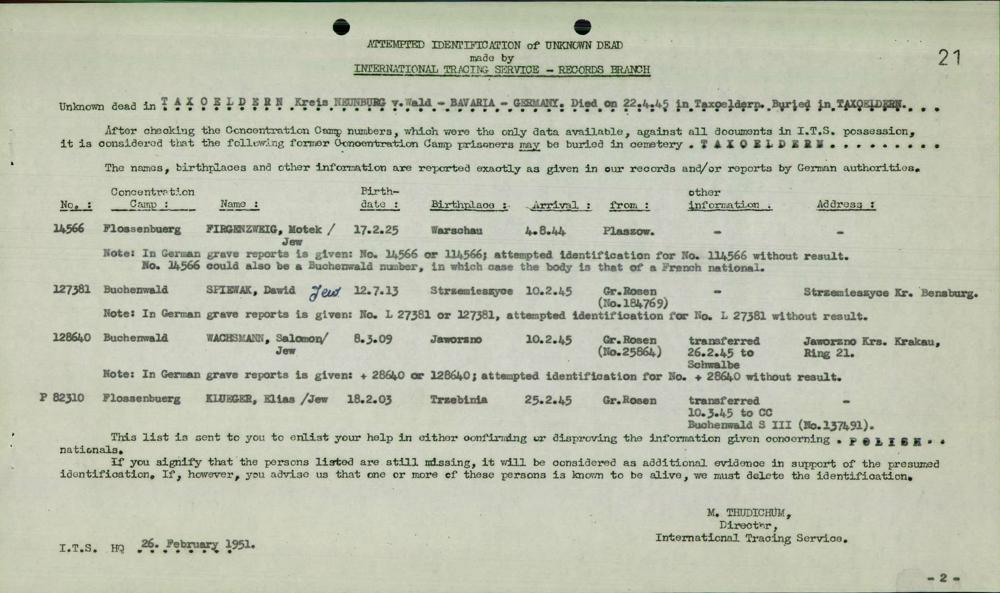 ATTEMPTED IDENTIFICATION of UNKNOWN DEAD
made by
INTERNATIONAL TRACING SERVICE - RECORDS BRANCH
21
Unknown dead in TAXOELDERN Kreis NEUNBURG v.Wald - BAVARIA - GERMANY. Died on 22.4.45 in Taxoeldern. Buried in TAXOELDERN. . . .
After checking the Concentration Camp numbers, which were the only data available, against all documents in I.T.S. possession,
it is considered that the following former Concentration Camp prisoners may be buried in cemetery . TAXOELDERN . . . . . . . . .
The names, birthplaces and other information are reported exactly as given in our records and/or reports by German authorities.
No. : Concentration Camp : Name : Birth-date : Birthplace : Arrival : from : other information . Address :
14566 Flossenbuerg FIRGENZWEIG, Motek / 17.2.25 Warschau 4.8.44 Plaszow. - -
Jew
Note: In German grave reports is given: No. 14566 or 114566; attempted identification for No. 114566 without result.
No. 14566 could also be a Buchenwald number, in which case the body is that of a French national.
127381 Buchenwald SPIEWAK, Dawid Jew 12.7.13 Strzemieszyce 10.2.45 Gr.Rosen - Strzemieszyce Kr. Bensburg.
(No.184769)
Note: In German grave reports is given: No. L 27381 or 127381, attempted identification for No. L 27381 without result.
128640 Buchenwald WACHSMANN, Salomon/ 8.3.09 Jaworzno 10.2.45 Gr.Rosen transferred Jaworzno Krs. Krakau,
Jew (No.25864) 26.2.45 to Ring 21.
Schwalbe
Note: In German grave reports is given: + 28640 or 128640; attempted identification for No. + 28640 without result.
P 82310 Flossenbuerg KLUEGER, Elias /Jew 18.2.03 Trzebinia 25.2.45 Gr.Rosen transferred -
10.3.45 to CC
Buchenwald S III (No.137491).
This list is sent to you to enlist your help in either confirming or disproving the information given concerning . POLISH . .
nationals.
If you signify that the persons listed are still missing, it will be considered as additional evidence in support of the presumed
identification. If, however, you advise us that one or more of these persons is known to be alive, we must delete the identification.
M. THUDICHUM,
Director,
International Tracing Service.
I.T.S. HQ 26. February 1951.
- 2 -